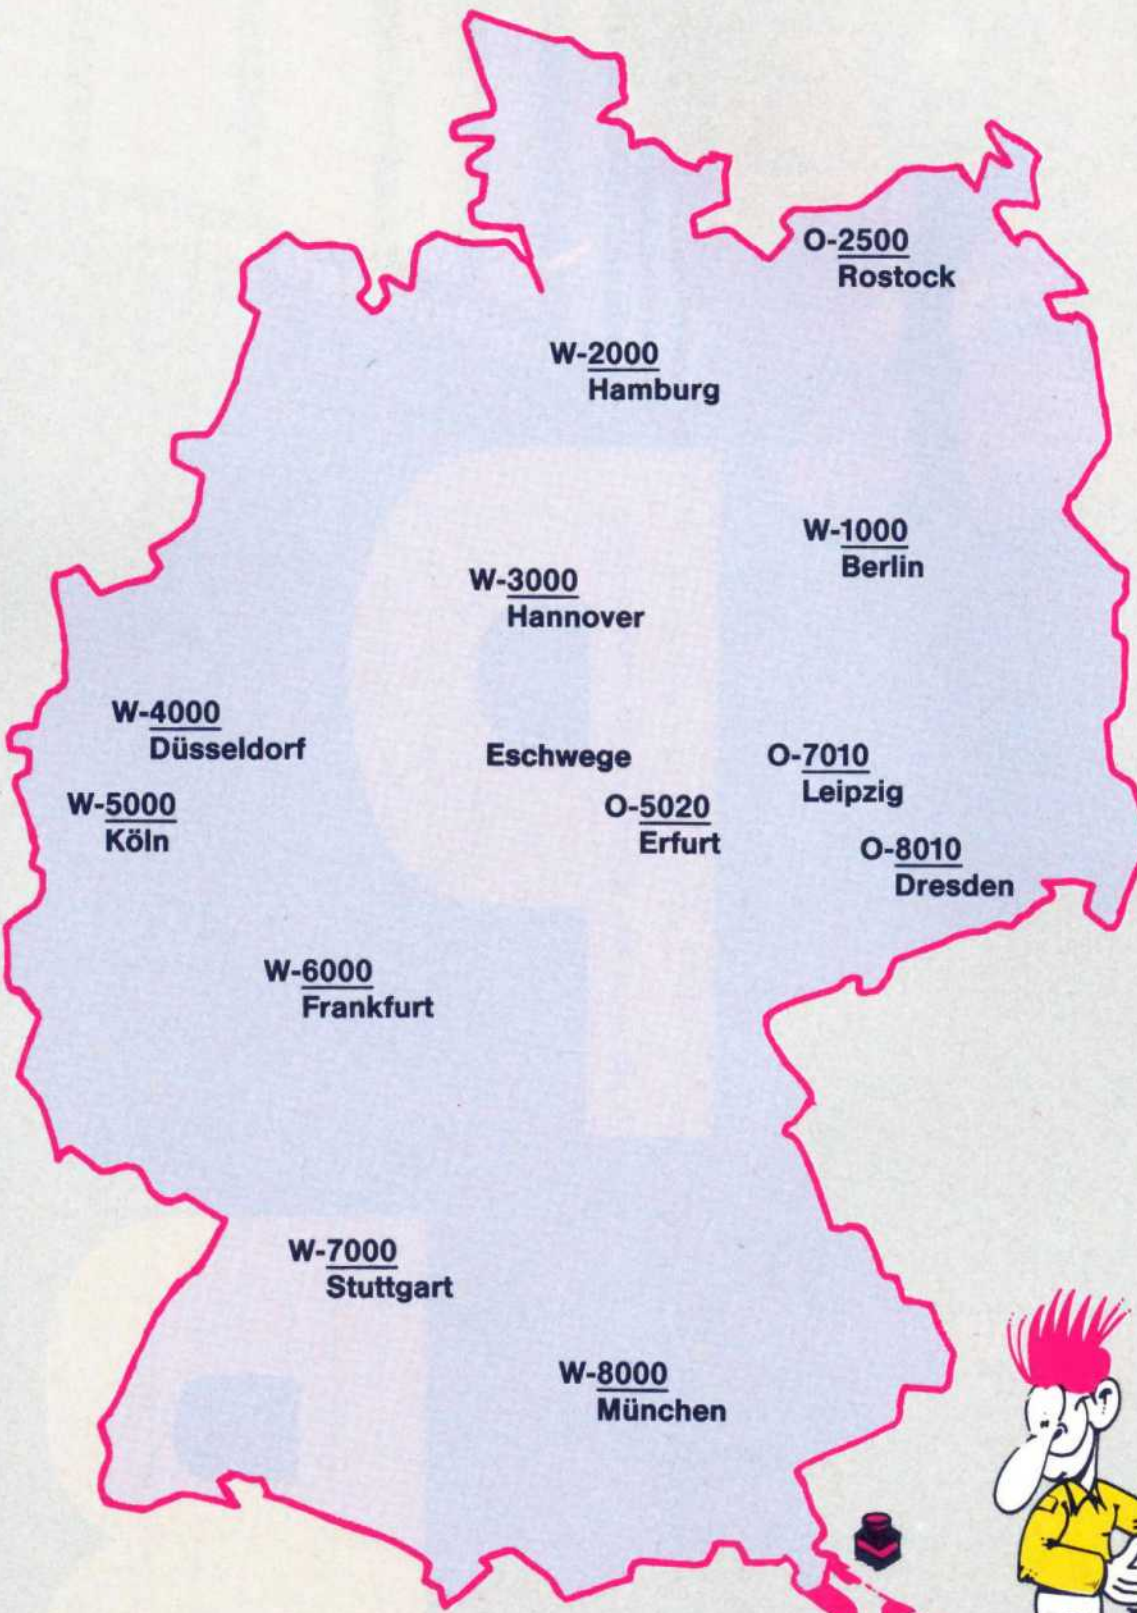 O-2500
Rostock
W-2000
Hamburg
W-1000
Berlin
W-3000
Hannover
W-4000
Düsseldorf
Eschwege
O-7010
Leipzig
W-5000
Köln
O-5020
Erfurt
O-8010
Dresden
W-6000
Frankfurt
W-7000
Stuttgart
W-8000
München